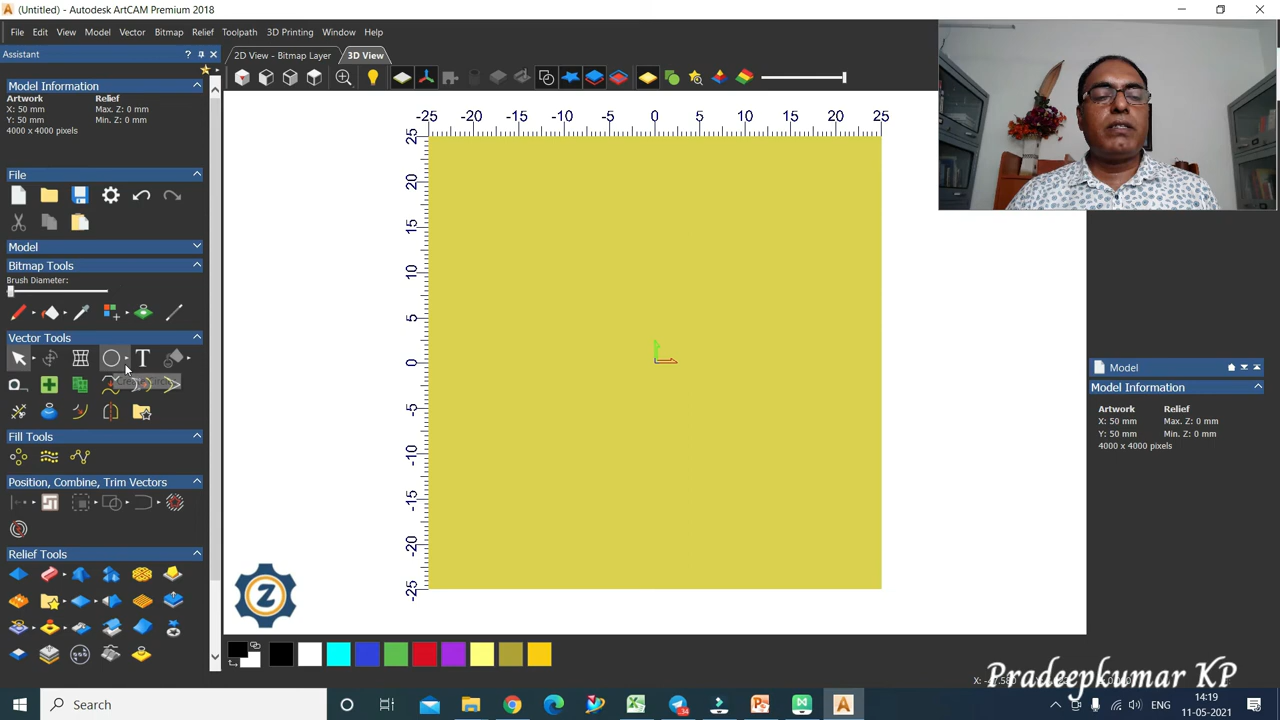 (Untitled) - Autodesk ArtCAM Premium 2018
File Edit View Model Vector Bitmap Relief Toolpath 3D Printing Window Help
Assistant
2D View - Bitmap Layer 3D View
Model Information
Artwork Relief
X: 50 mm Max. Z: 0 mm
Y: 50 mm Min. Z: 0 mm
4000 x 4000 pixels
File
Model
Bitmap Tools
Brush Diameter:
Vector Tools
Fill Tools
Position, Combine, Trim Vectors
Relief Tools
-25 -20 -15 -10 -5 0 5 10 15 20 25
25
20
15
10
5
0
-5
-10
-15
-20
-25
Z
Model
Model Information
Artwork Relief
X: 50 mm Max. Z: 0 mm
Y: 50 mm Min. Z: 0 mm
4000 x 4000 pixels
Pradeepkumar KP
Search
34
ENG
14:19
11-05-2021